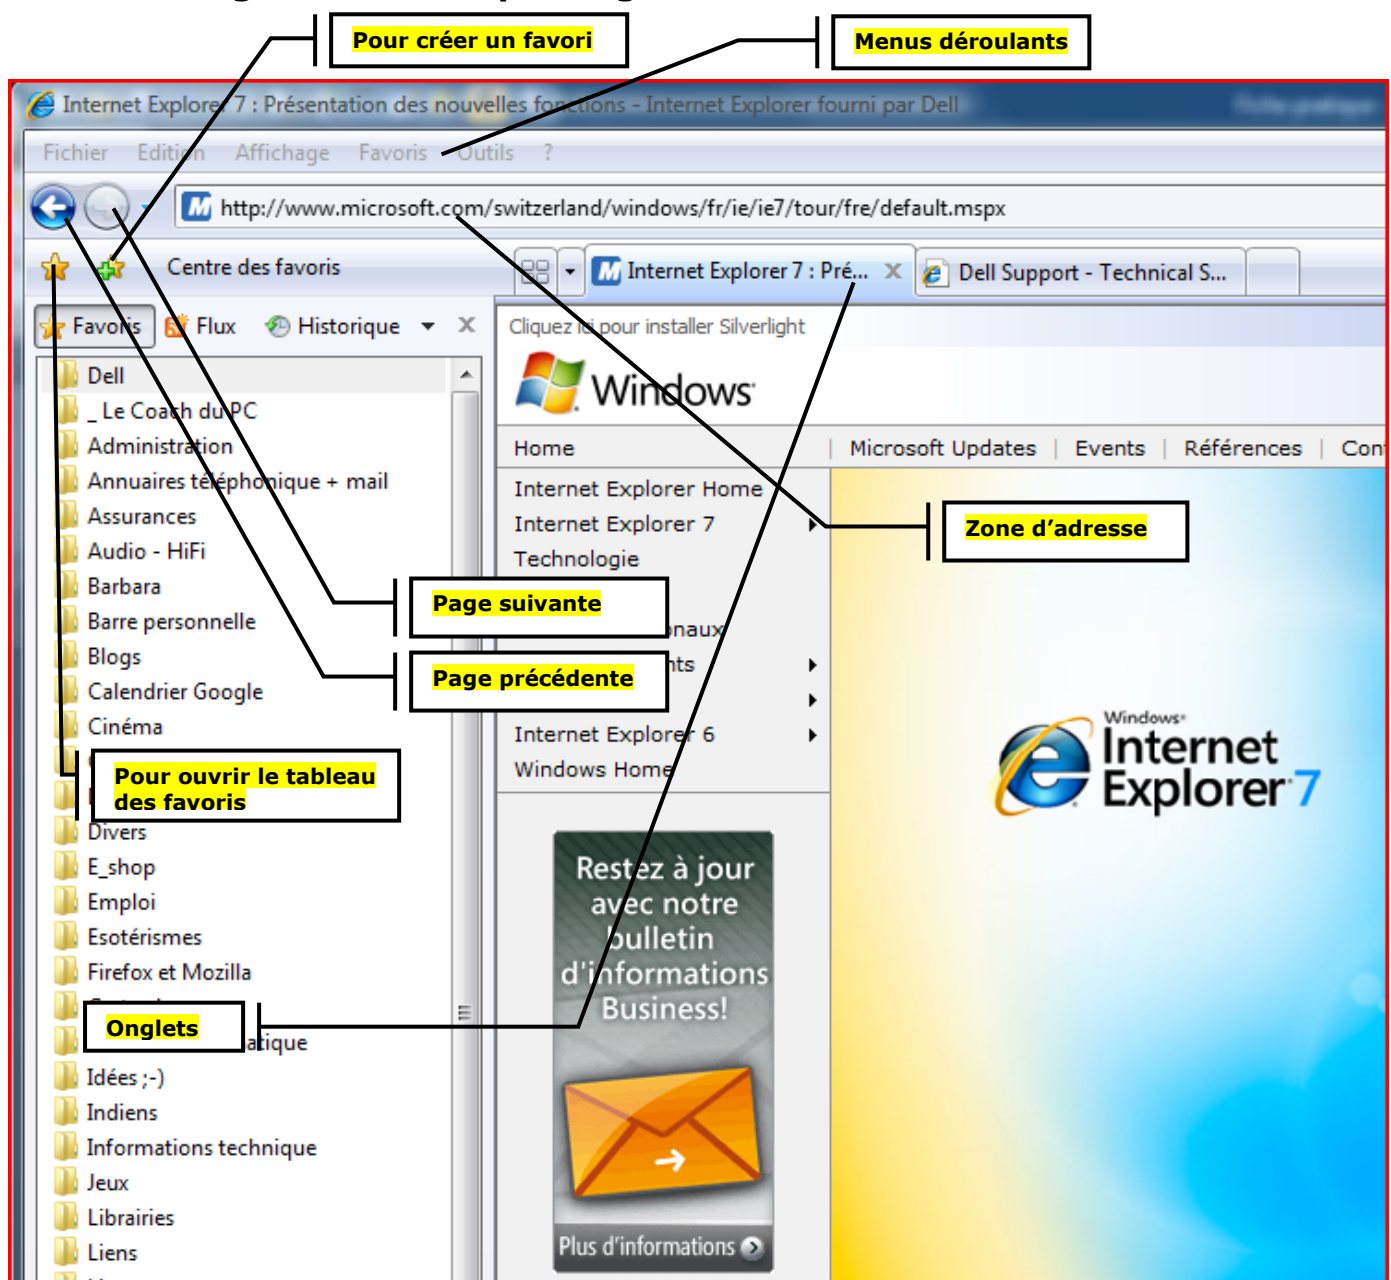 Pour créer un favori
Menus déroulants
Internet Explorer 7 : Présentation des nouvelles fonctions - Internet Explorer fourni par Dell
Fichier Edition Affichage Favoris Outils ?
http://www.microsoft.com/switzerland/windows/fr/ie/ie7/tour/fre/default.mspx
Centre des favoris
Internet Explorer 7 : Pré...
Dell Support - Technical S...
Favoris Flux Historique
Cliquez ici pour installer Silverlight
Windows
Home | Microsoft Updates | Events | Références |
Dell
_ Le Coach du PC
Administration
Annuaires téléphonique + mail
Assurances
Audio - HiFi
Barbara
Barre personnelle
Blogs
Calendrier Google
Cinéma
Divers
E_shop
Emploi
Esotérismes
Firefox et Mozilla
Idées ;-)
Indiens
Informations technique
Jeux
Librairies
Liens
Internet Explorer Home
Internet Explorer 7
Technologie
Internet Explorer 6
Windows Home
Zone d’adresse
Page suivante
Page précédente
Pour ouvrir le tableau
des favoris
Onglets
Restez à jour
avec notre
bulletin
d'informations
Business!
Plus d'informations
Windows
Internet
Explorer 7